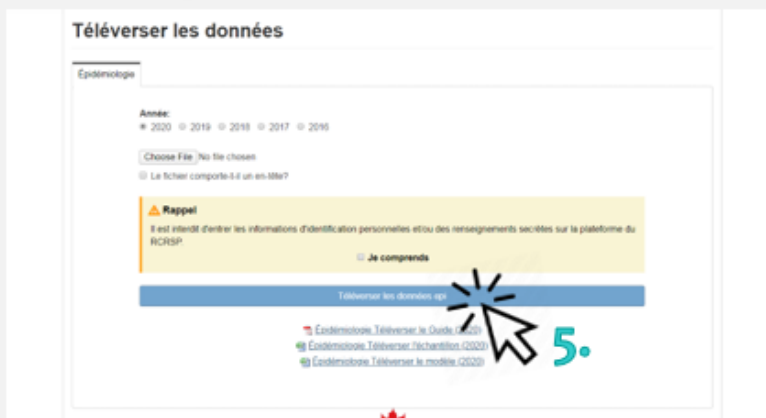 Téléverser les données
Épidémiologie
Année:
2020 2019 2018 2017 2016
Choose File No file chosen
Le fichier comporte-t-il un en-tête?
Rappel
Il est interdit d'entrer les informations d'identification personnelles et/ou des renseignements secrètes sur la plateforme du
RCRSP.
Je comprends
Téléverser les données epi
Épidémiologie Téléverser le Guide (2020)
Épidémiologie Téléverser l'échantillon (2020)
Épidémiologie Téléverser le modèle (2020)
5.